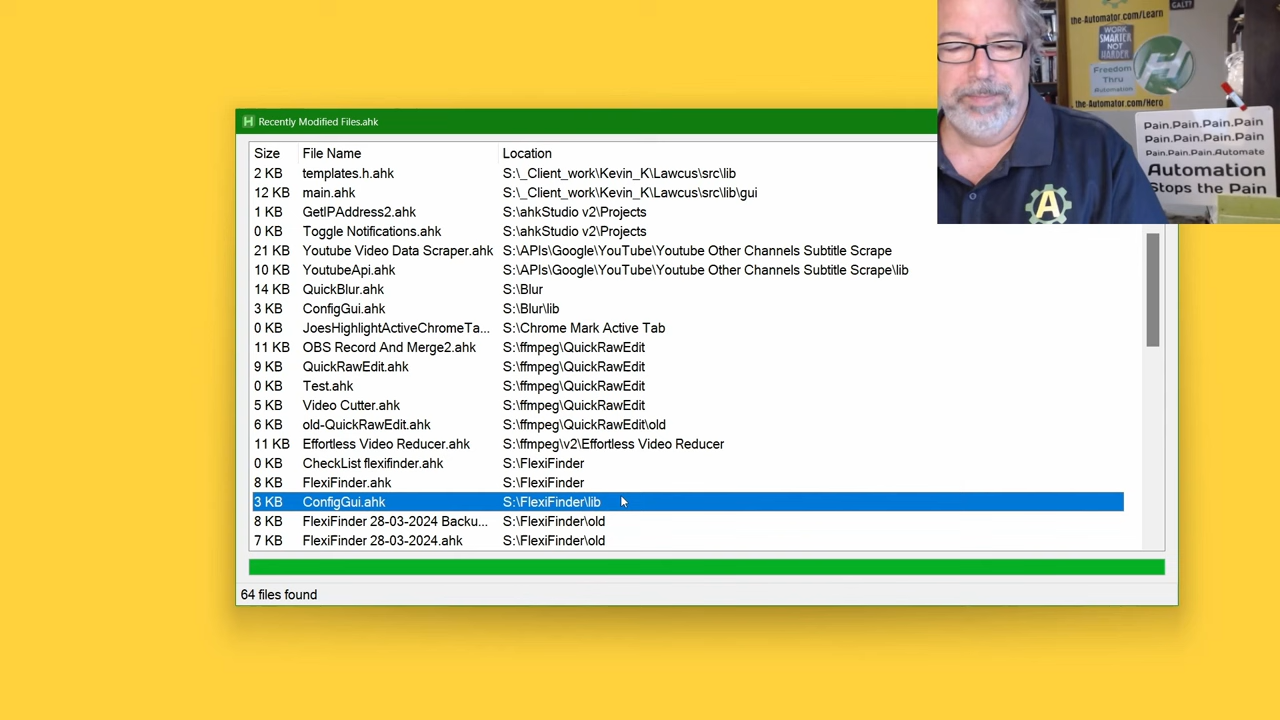 Recently Modified Files.ahk
Size File Name Location
2 KB templates.h.ahk S:\_Client_work\Kevin_K\Lawcus\src\lib
12 KB main.ahk S:\_Client_work\Kevin_K\Lawcus\src\lib\gui
1 KB GetIPAddress2.ahk S:\ahkStudio v2\Projects
0 KB Toggle Notifications.ahk S:\ahkStudio v2\Projects
21 KB Youtube Video Data Scraper.ahk S:\APIs\Google\YouTube\Youtube Other Channels Subtitle Scrape
10 KB YoutubeApi.ahk S:\APIs\Google\YouTube\Youtube Other Channels Subtitle Scrape\lib
14 KB QuickBlur.ahk S:\Blur
3 KB ConfigGui.ahk S:\Blur\lib
0 KB JoesHighlightActiveChromeTa... S:\Chrome Mark Active Tab
11 KB OBS Record And Merge2.ahk S:\ffmpeg\QuickRawEdit
9 KB QuickRawEdit.ahk S:\ffmpeg\QuickRawEdit
0 KB Test.ahk S:\ffmpeg\QuickRawEdit
5 KB Video Cutter.ahk S:\ffmpeg\QuickRawEdit
6 KB old-QuickRawEdit.ahk S:\ffmpeg\QuickRawEdit\old
11 KB Effortless Video Reducer.ahk S:\ffmpeg\v2\Effortless Video Reducer
0 KB CheckList flexifinder.ahk S:\FlexiFinder
8 KB FlexiFinder.ahk S:\FlexiFinder
3 KB ConfigGui.ahk S:\FlexiFinder\lib
8 KB FlexiFinder 28-03-2024 Backu... S:\FlexiFinder\old
7 KB FlexiFinder 28-03-2024.ahk S:\FlexiFinder\old
64 files found
the-Automator.com/Learn
GALTT
WORK
SMARTER
NOT
HARDER
Freedom
Thru
Automation
the-Automator.com/Hero
H
Pain.Pain.Pain.Pain
Pain.Pain.Pain.Pain
Pain.Pain.Pain.Automate
Automation
Stops the Pain
A